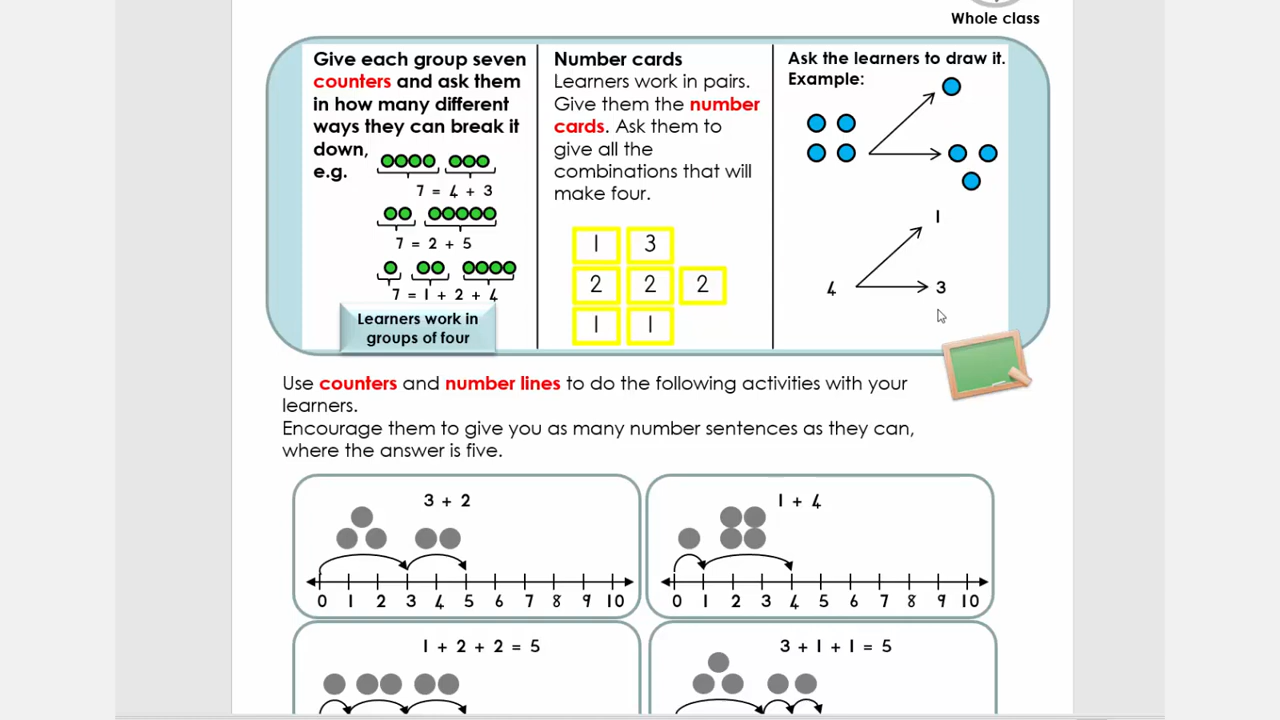 Whole class
Give each group seven
counters and ask them
in how many different
ways they can break it
down,
e.g.
7 = 4 + 3
7 = 2 + 5
7 = 1 + 2 + 4
Learners work in
groups of four
Number cards
Learners work in pairs.
Give them the number
cards. Ask them to
give all the
combinations that will
make four.
1 3
2 2 2
1 1
Ask the learners to draw it.
Example:
1
4 3
Use counters and number lines to do the following activities with your
learners.
Encourage them to give you as many number sentences as they can,
where the answer is five.
3 + 2
0 1 2 3 4 5 6 7 8 9 10
1 + 4
0 1 2 3 4 5 6 7 8 9 10
1 + 2 + 2 = 5
3 + 1 + 1 = 5